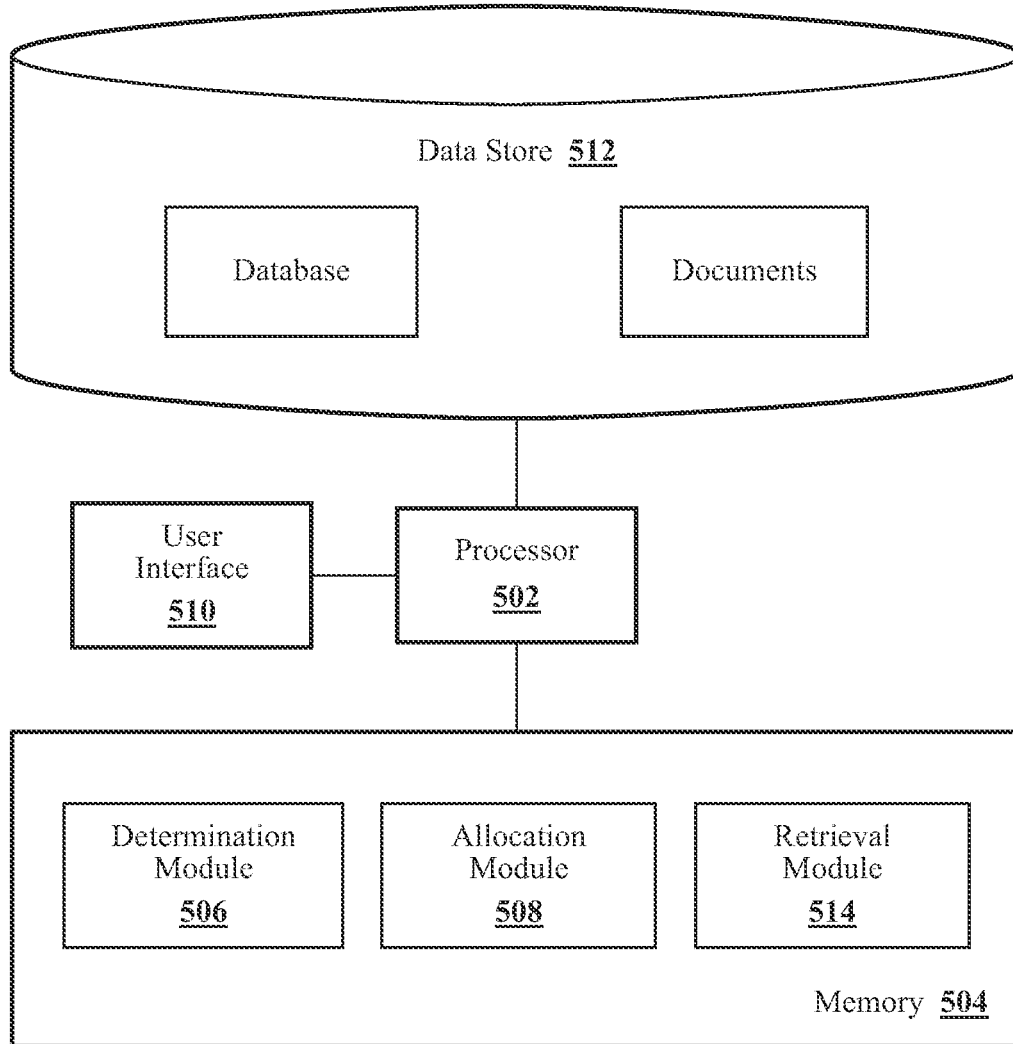 Data Store 512
Database
Documents
User
Interface
510
Processor
502
Determination
Module
506
Allocation
Module
508
Retrieval
Module
514
Memory 504